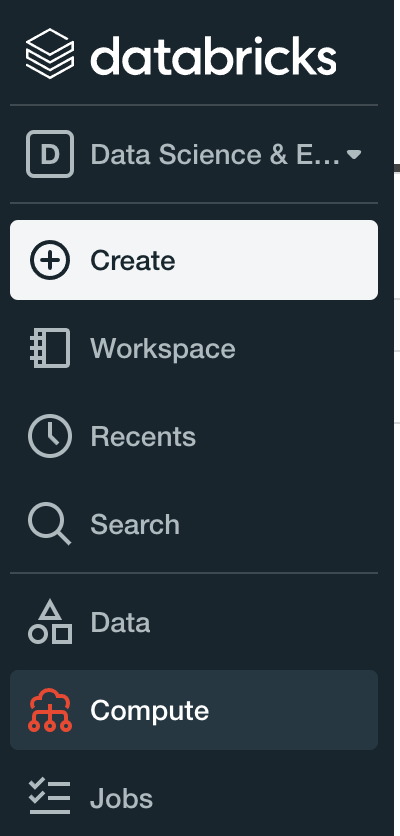 databricks
D Data Science & E...
Create
Workspace
Recents
Search
Data
Compute
Jobs